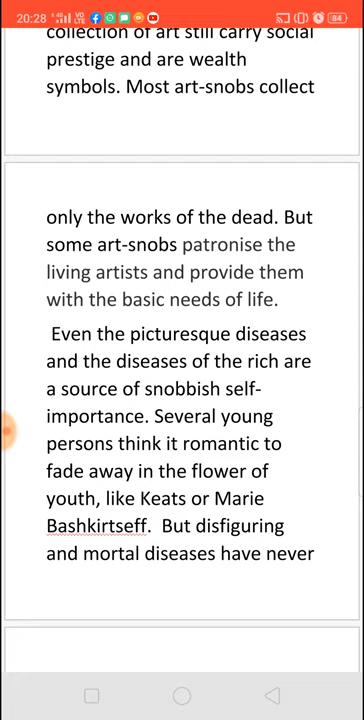 20:28 84
collection of art still carry social
prestige and are wealth
symbols. Most art-snobs collect
only the works of the dead. But
some art-snobs patronise the
living artists and provide them
with the basic needs of life.
Even the picturesque diseases
and the diseases of the rich are
a source of snobbish self-
importance. Several young
persons think it romantic to
fade away in the flower of
youth, like Keats or Marie
Bashkirtseff.  But disfiguring
and mortal diseases have never